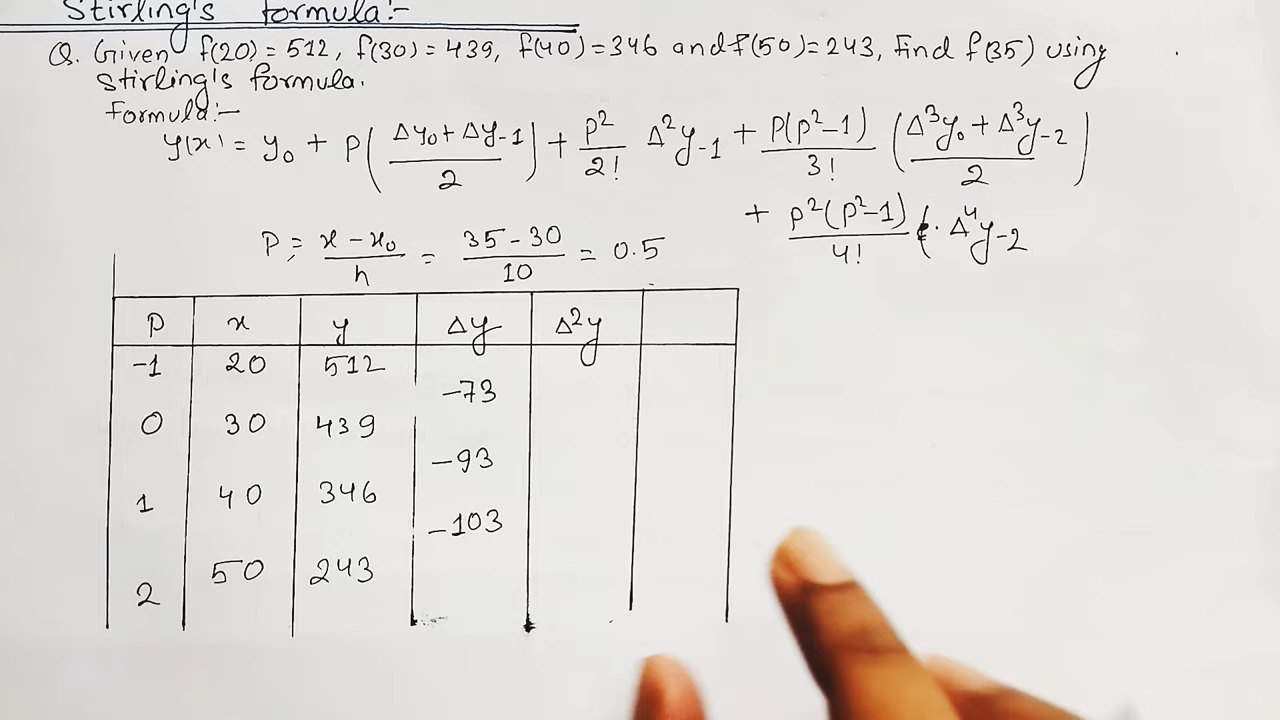 Stirling's formula:-
Q. Given f(20) = 512, f(30) = 439, f(40) = 346 and f(50) = 243, Find f(35) using
Stirling's formula.
Formula:-
y(x) = y₀ + P((Δy₀ + Δy₋₁)/2) + P²/2! Δ²y₋₁ + P(P²-1)/3! ((Δ³y₀ + Δ³y₋₂)/2)
+ P²(P²-1)/4! . Δ⁴y₋₂
P = (x - x₀)/h = (35 - 30)/10 = 0.5
P x y Δy Δ²y
-1 20 512
-73
0 30 439
-93
1 40 346
-103
2 50 243